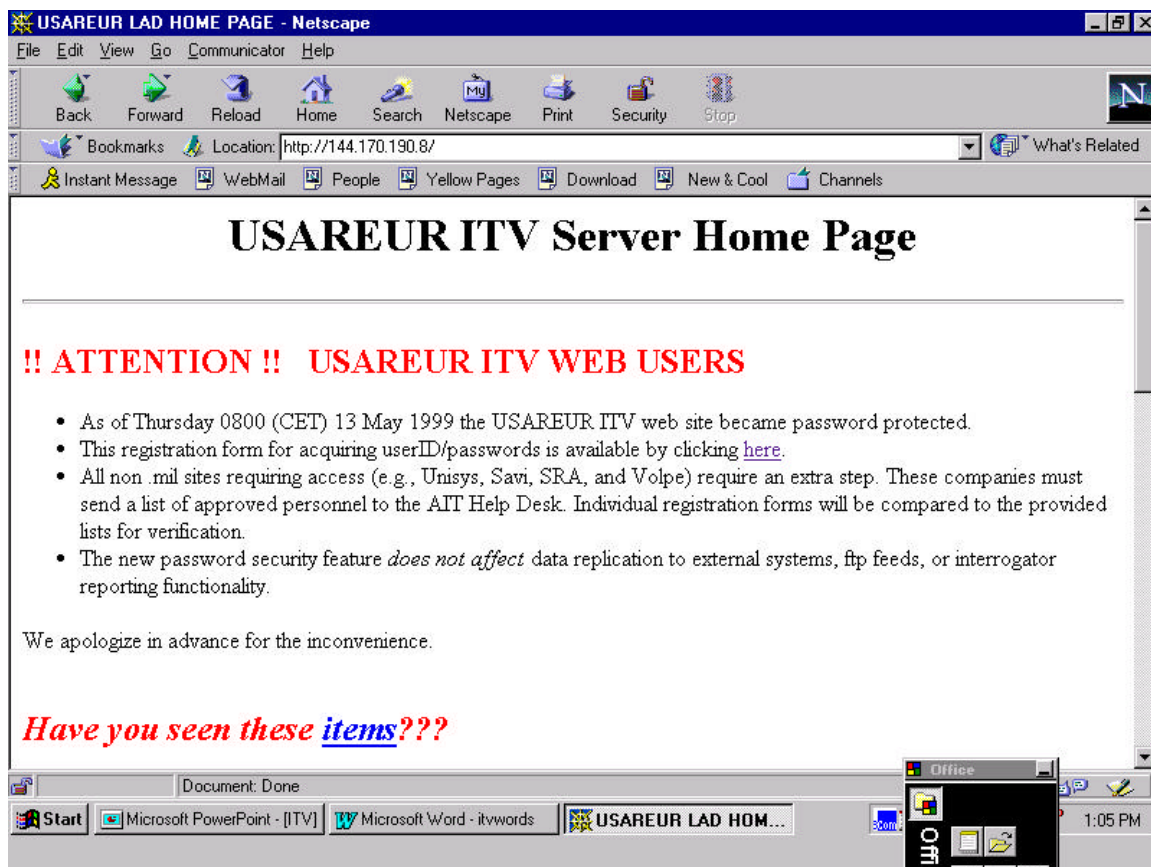 USAREUR LAD HOME PAGE - Netscape
File Edit View Go Communicator Help
My
N
Back Forward Reload Home Search Netscape Print Security Stop
Bookmarks Location: http://144.170.190.8/ What's Related
Instant Message WebMail People Yellow Pages Download New & Cool Channels
USAREUR ITV Server Home Page
!! ATTENTION !! USAREUR ITV WEB USERS
• As of Thursday 0800 (CET) 13 May 1999 the USAREUR ITV web site became password protected.
• This registration form for acquiring userID/passwords is available by clicking here.
• All non .mil sites requiring access (e.g., Unisys, Savi, SRA, and Volpe) require an extra step. These companies must
send a list of approved personnel to the AIT Help Desk. Individual registration forms will be compared to the provided
lists for verification.
• The new password security feature does not affect data replication to external systems, ftp feeds, or interrogator
reporting functionality.
We apologize in advance for the inconvenience.
Have you seen these items???
Office
Document: Done
Start Microsoft PowerPoint - [ITV] Microsoft Word - itvwords USAREUR LAD HOM... 3Com 1:05 PM
Offi